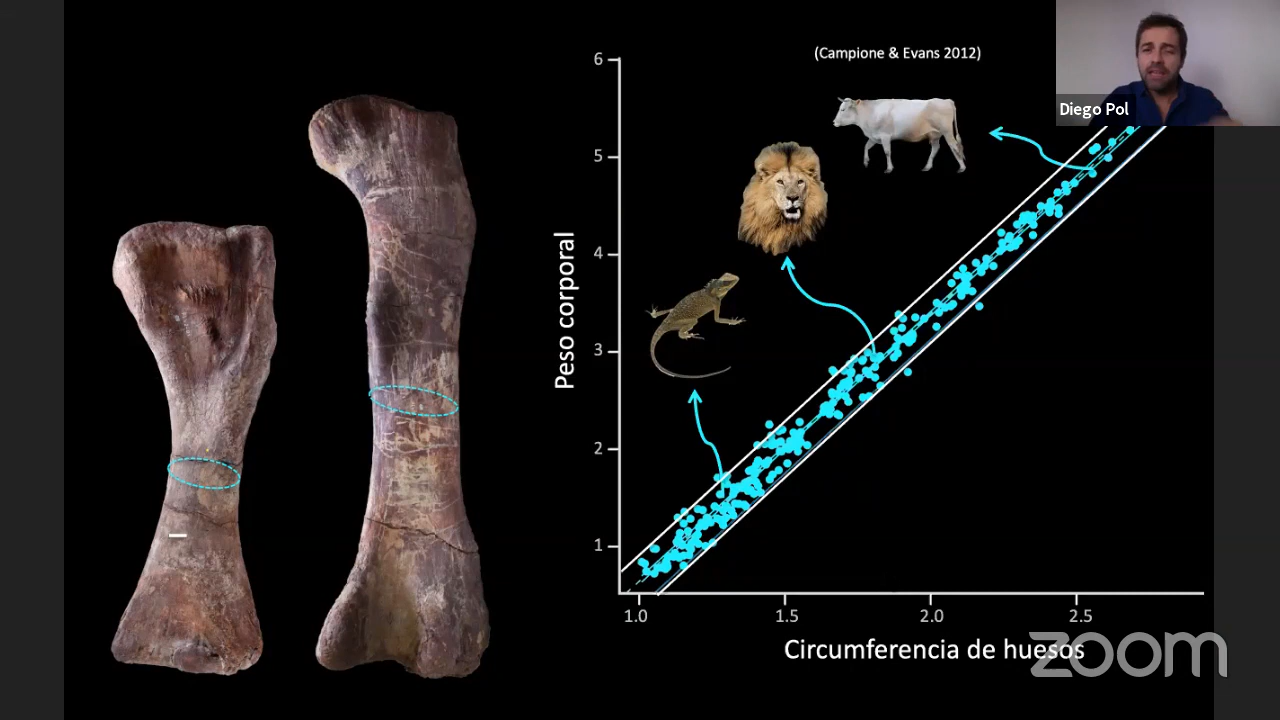 (Campione & Evans 2012)
Diego Pol
6
5
4
3
2
1
Peso corporal
1.0 1.5 2.0 2.5
Circumferencia de huesos
zoom